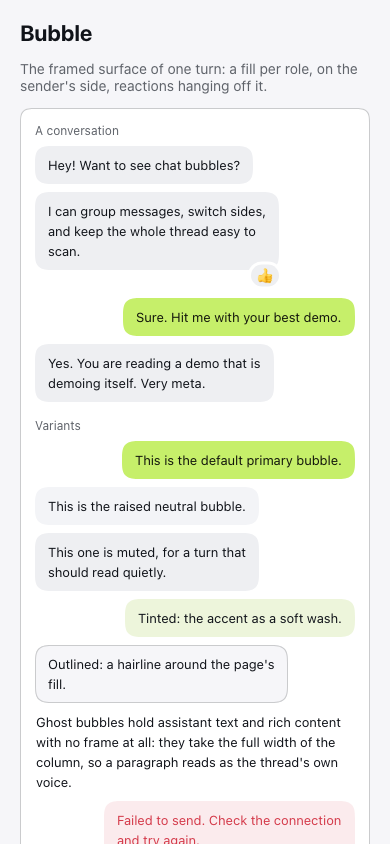 Bubble
The framed surface of one turn: a fill per role, on the
sender's side, reactions hanging off it.
A conversation
Hey! Want to see chat bubbles?
I can group messages, switch sides,
and keep the whole thread easy to
scan.
👍
Sure. Hit me with your best demo.
Yes. You are reading a demo that is
demoing itself. Very meta.
Variants
This is the default primary bubble.
This is the raised neutral bubble.
This one is muted, for a turn that
should read quietly.
Tinted: the accent as a soft wash.
Outlined: a hairline around the page's
fill.
Ghost bubbles hold assistant text and rich content
with no frame at all: they take the full width of the
column, so a paragraph reads as the thread's own
voice.
Failed to send. Check the connection
and try again.